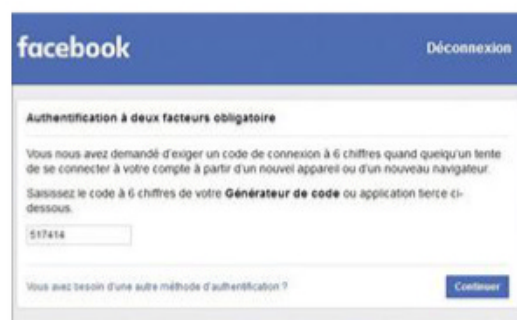 facebook
Déconnexion
Authentification à deux facteurs obligatoire
Vous nous avez demandé d'exiger un code de connexion à 6 chiffres quand quelqu'un tente
de se connecter à votre compte à partir d'un nouvel appareil ou d'un nouveau navigateur.
Saisissez le code à 6 chiffres de votre Générateur de code ou application tierce ci-
dessous.
517414
Vous avez besoin d'une autre méthode d'authentification ?
Continuer